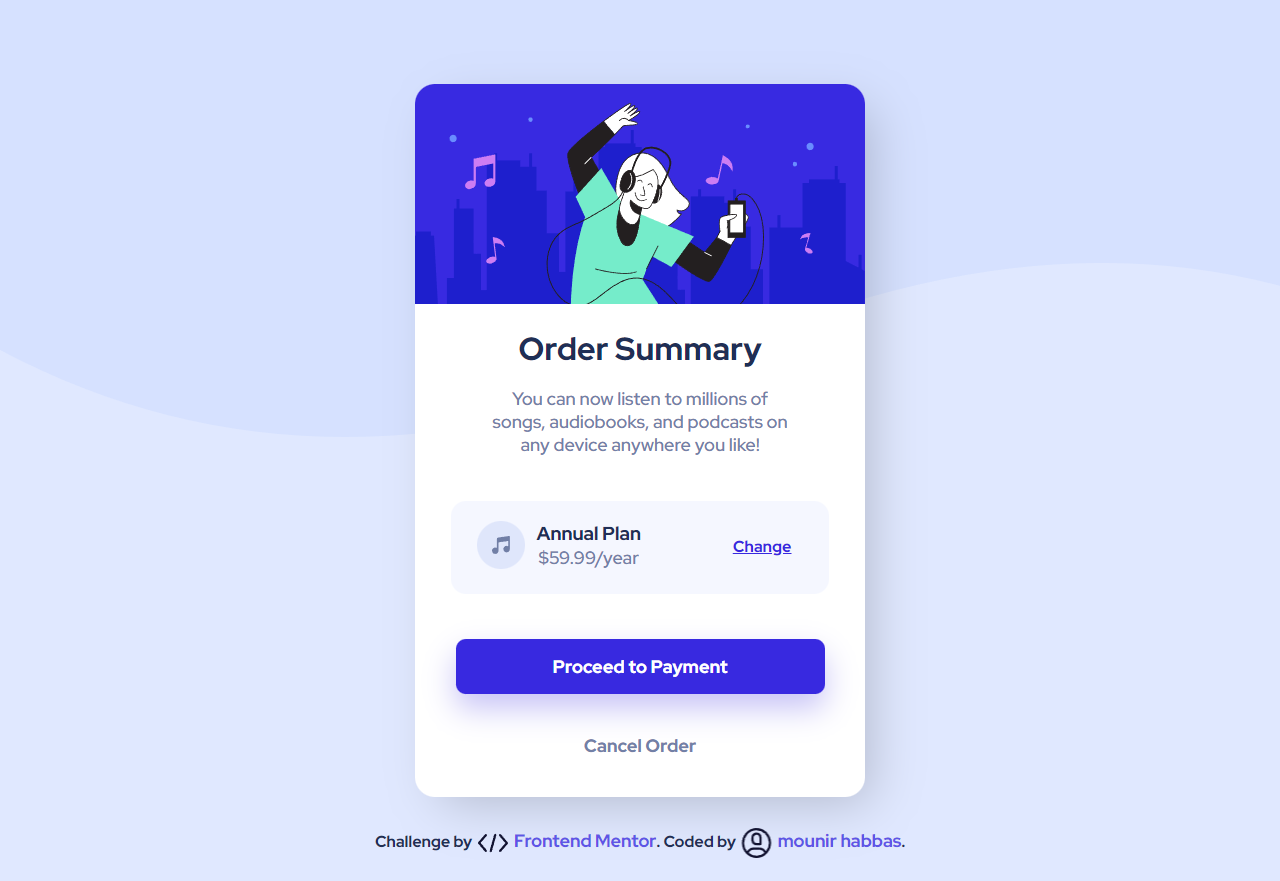 Order Summary
You can now listen to millions of
songs, audiobooks, and podcasts on
any device anywhere you like!
Annual Plan
$59.99/year
Change
Proceed to Payment
Cancel Order
Challenge by </> Frontend Mentor. Coded by mounir habbas.